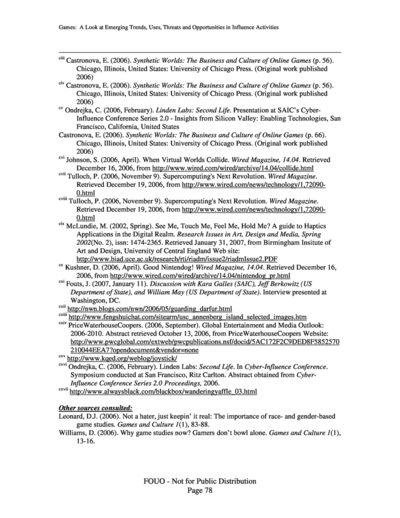 Games: A Look at Emerging Trends, Uses, Threats and Opportunities in Influence Activities
xiii Castronova, E. (2006). Synthetic Worlds: The Business and Culture of Online Games (p. 56).
Chicago, Illinois, United States: University of Chicago Press. (Original work published
2006)
xiv Castronova, E. (2006). Synthetic Worlds: The Business and Culture of Online Games (p. 56).
Chicago, Illinois, United States: University of Chicago Press. (Original work published
2006)
xv Ondrejka, C. (2006, February). Linden Labs: Second Life. Presentation at SAIC's Cyber-
Influence Conference Series 2.0 - Insights from Silicon Valley: Enabling Technologies, San
Francisco, California, United States
Castronova, E. (2006). Synthetic Worlds: The Business and Culture of Online Games (p. 66).
Chicago, Illinois, United States: University of Chicago Press. (Original work published
2006)
xvi Johnson, S. (2006, April). When Virtual Worlds Collide. Wired Magazine, 14.04. Retrieved
December 16, 2006, from http://www.wired.com/wired/archive/14.04/collide.html
xvii Tulloch, P. (2006, November 9). Supercomputing's Next Revolution. Wired Magazine.
Retrieved December 19, 2006, from http://www.wired.com/news/technology/1,72090-
0.html
xviii Tulloch, P. (2006, November 9). Supercomputing's Next Revolution. Wired Magazine.
Retrieved December 19, 2006, from http://www.wired.com/news/technology/1,72090-
0.html
xix McLundie, M. (2002, Spring). See Me, Touch Me, Feel Me, Hold Me? A guide to Haptics
Applications in the Digital Realm. Research Issues in Art, Design and Media, Spring
2002(No. 2), issn: 1474-2365. Retrieved January 31, 2007, from Birmingham Insitute of
Art and Design, University of Central England Web site:
http://www.biad.uce.ac.uk/research/rti/riadm/issue2/riadmIssue2.PDF
xx Kushner, D. (2006, April). Good Nintendog! Wired Magazine, 14.04. Retrieved December 16,
2006, from http://www.wired.com/wired/archive/14.04/nintendog_pr.html
xxi Fouts, J. (2007, January 11). Discussion with Kara Galles (SAIC), Jeff Berkowitz (US
Department of State), and William May (US Department of State). Interview presented at
Washington, DC.
xxii http://nwn.blogs.com/nwn/2006/05/guarding_darfur.html
xxiii http://www.fengshuichat.com/sitearm/usc_annenberg_island_selected_images.htm
xxiv PriceWaterhouseCoopers. (2006, September). Global Entertainment and Media Outlook:
2006-2010. Abstract retrieved October 13, 2006, from PriceWaterhouseCoopers Website:
http://www.pwcglobal.com/extweb/pwcpublications.nsf/docid/5AC172F2C9DED8F5852570
210044EEA7?opendocument&vendor=none
xxv http://www.kqed.org/weblog/joystick/
xxvi Ondrejka, C. (2006, February). Linden Labs: Second Life. In Cyber-Influence Conference.
Symposium conducted at San Francisco, Ritz Carlton. Abstract obtained from Cyber-
Influence Conference Series 2.0 Proceedings, 2006.
xxvii http://www.alwaysblack.com/blackbox/wanderingyaffle_03.html
Other sources consulted:
Leonard, D.J. (2006). Not a hater, just keepin' it real: The importance of race- and gender-based
game studies. Games and Culture 1(1), 83-88.
Williams, D. (2006). Why game studies now? Gamers don't bowl alone. Games and Culture 1(1),
13-16.
FOUO - Not for Public Distribution
Page 78